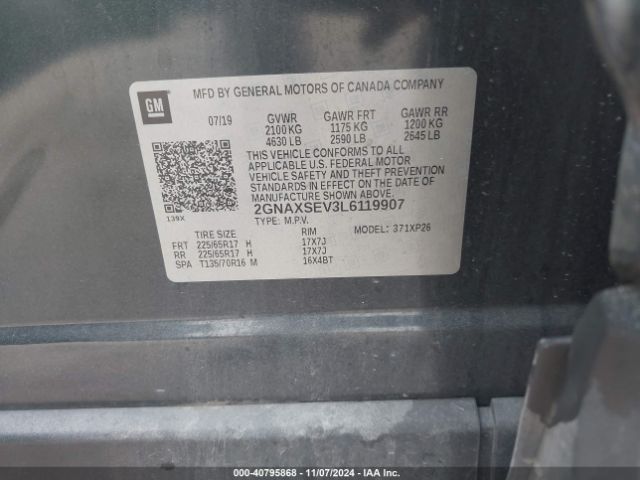 MFD BY GENERAL MOTORS OF CANADA COMPANY
GM
07/19 GVWR GAWR FRT GAWR RR
2100 KG 1175 KG 1200 KG
4630 LB 2590 LB 2645 LB
THIS VEHICLE CONFORMS TO ALL
APPLICABLE U.S. FEDERAL MOTOR
VEHICLE SAFETY AND THEFT PREVENTION
STANDARDS IN EFFECT ON THE DATE OF
MANUFACTURE SHOWN ABOVE.
2GNAXSEV3L6119907
139X TYPE: M.P.V. MODEL: 371XP26
TIRE SIZE RIM
FRT 225/65R17 H 17X7J
RR 225/65R17 H 17X7J
SPA T135/70R16 M 16X4BT
000-40795868 - 11/07/2024 - IAA Inc.